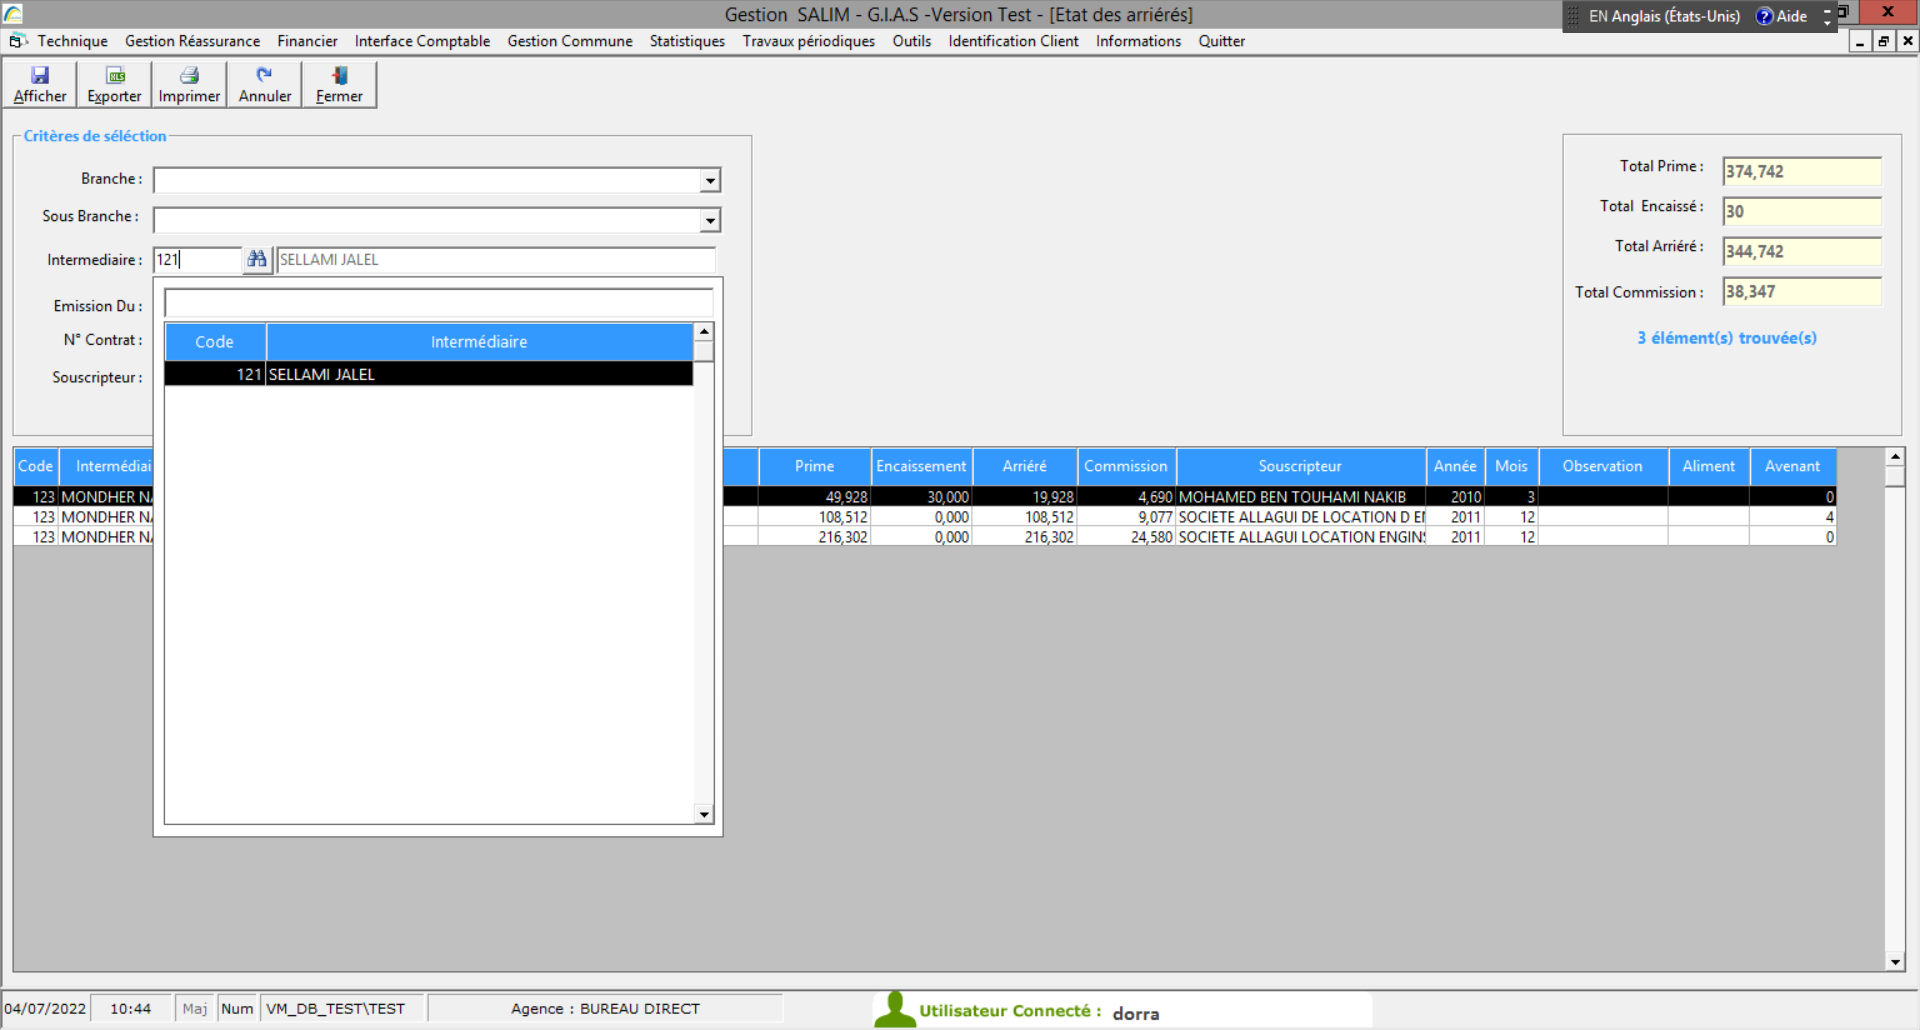 Gestion  SALIM - G.I.A.S -Version Test - [Etat des arriérés]
EN Anglais (États-Unis) Aide
Technique Gestion Réassurance Financier Interface Comptable Gestion Commune Statistiques Travaux périodiques Outils Identification Client Informations Quitter
Afficher Exporter Imprimer Annuler Fermer
Critères de séléction
Branche :
Sous Branche :
Intermediaire : 121 SELLAMI JALEL
Emission Du :
N° Contrat :
Souscripteur :
Code Intermédiaire
121 SELLAMI JALEL
Total Prime : 374,742
Total  Encaissé : 30
Total Arriéré : 344,742
Total Commission : 38,347
3 élément(s) trouvée(s)
Code Intermédiai Prime Encaissement Arriéré Commission Souscripteur Année Mois Observation Aliment Avenant
123 MONDHER NA 49,928 30,000 19,928 4,690 MOHAMED BEN TOUHAMI NAKIB 2010 3 0
123 MONDHER NA 108,512 0,000 108,512 9,077 SOCIETE ALLAGUI DE LOCATION D EI 2011 12 4
123 MONDHER NA 216,302 0,000 216,302 24,580 SOCIETE ALLAGUI LOCATION ENGINS 2011 12 0
04/07/2022 10:44 Maj Num VM_DB_TEST\TEST Agence : BUREAU DIRECT Utilisateur Connecté : dorra